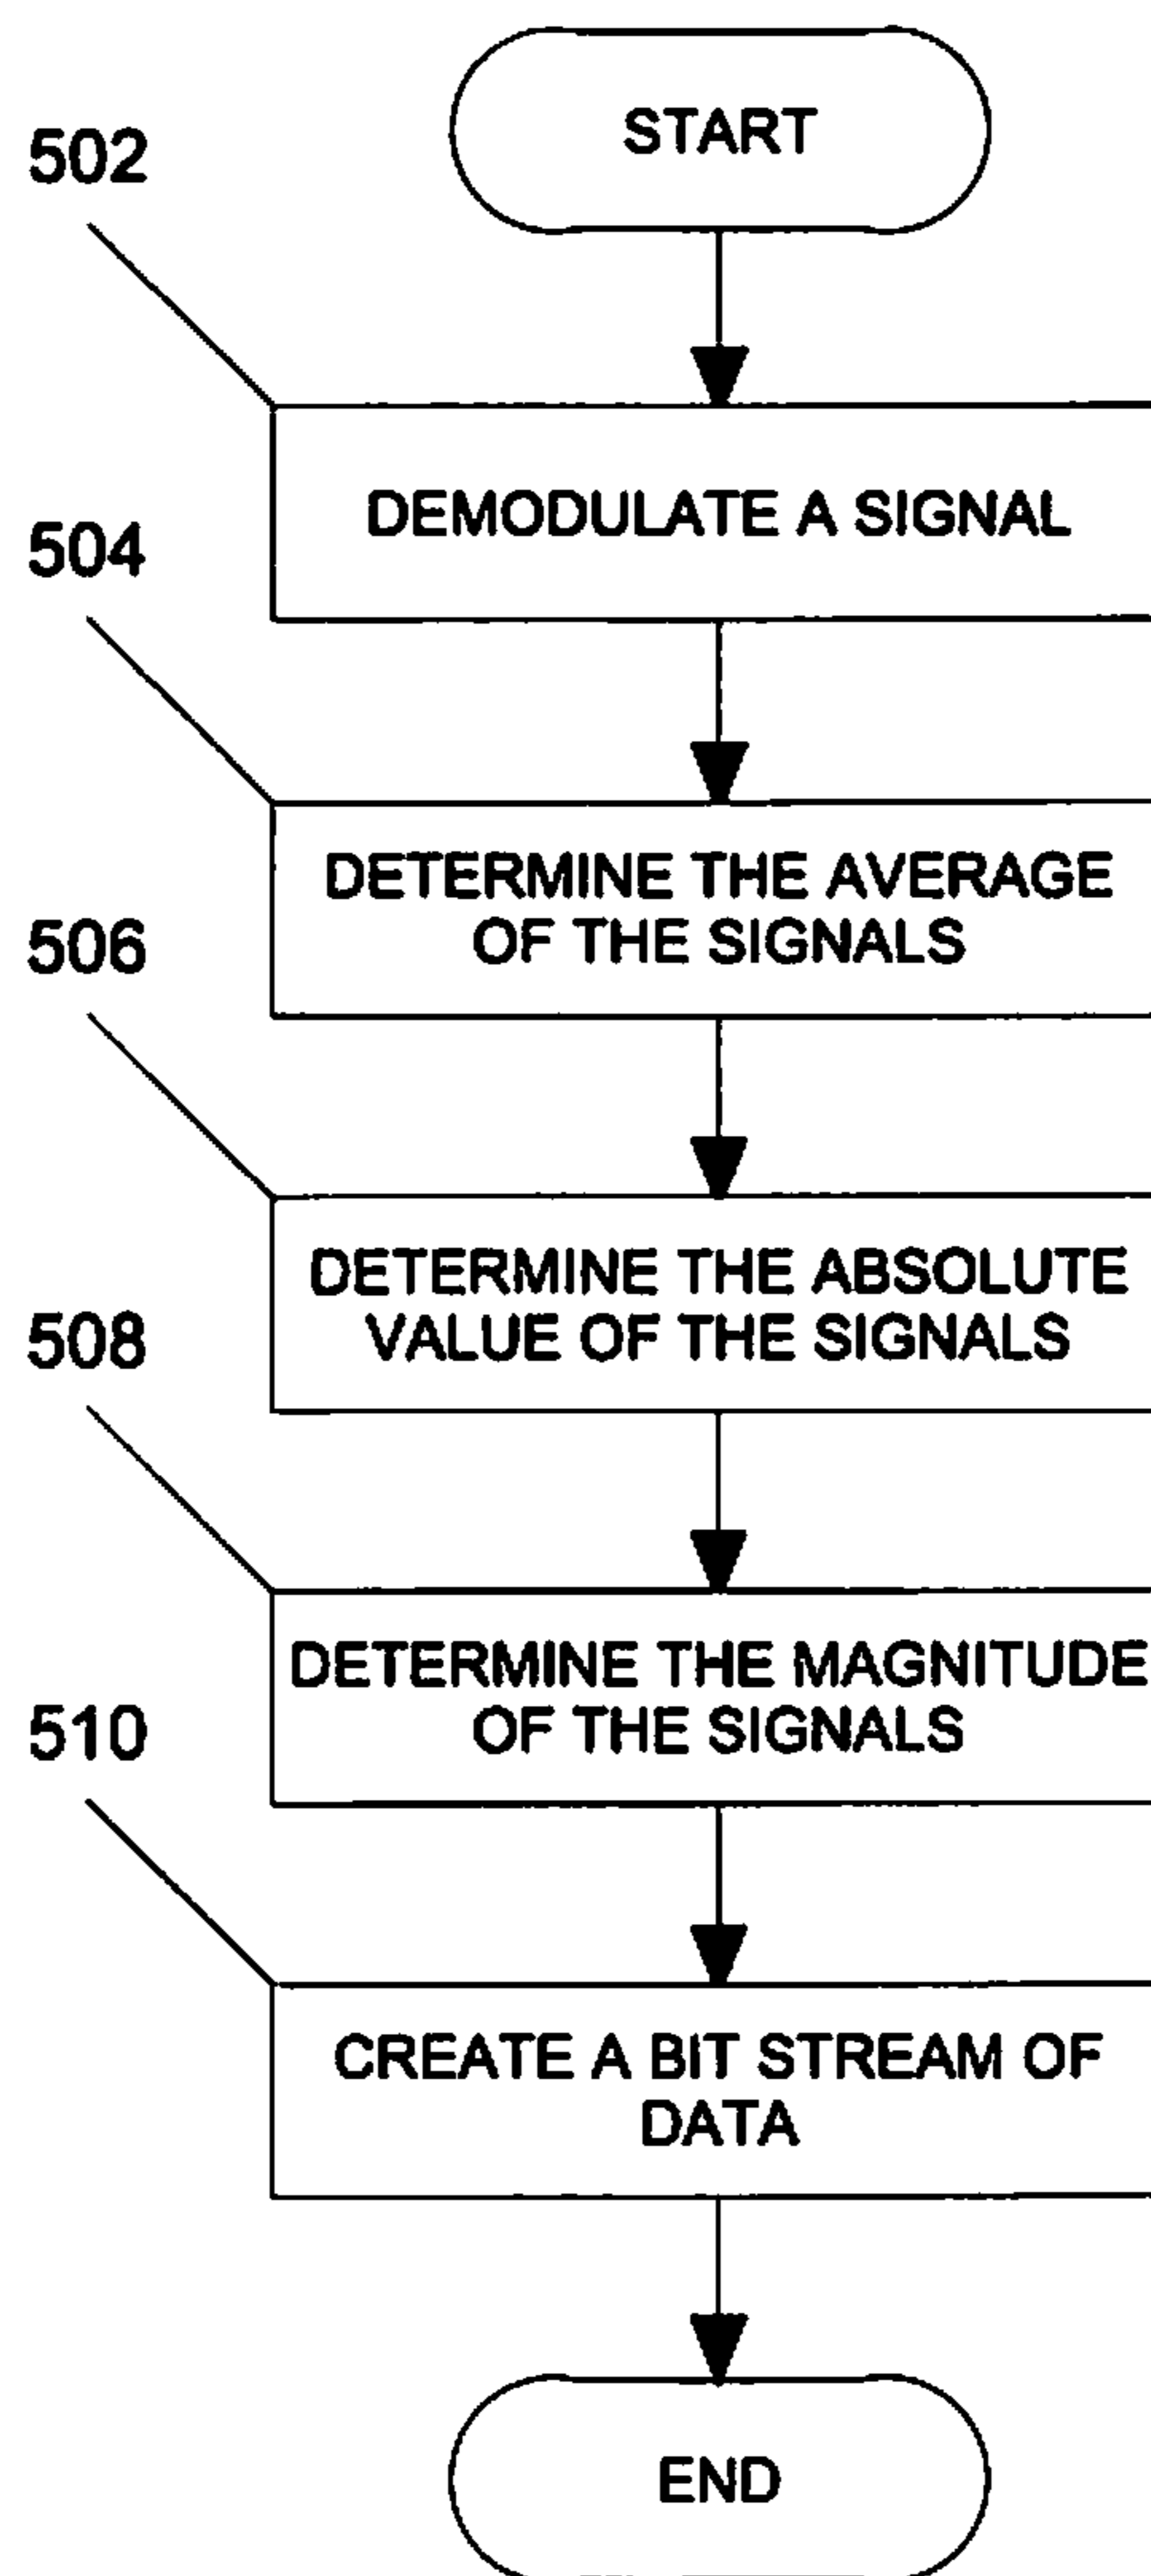 START
502
DEMODULATE A SIGNAL
504
DETERMINE THE AVERAGE
OF THE SIGNALS
506
DETERMINE THE ABSOLUTE
VALUE OF THE SIGNALS
508
DETERMINE THE MAGNITUDE
OF THE SIGNALS
510
CREATE A BIT STREAM OF
DATA
END